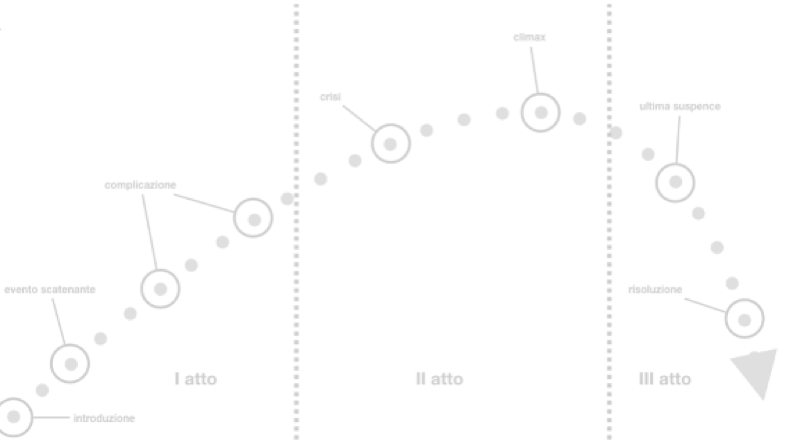 climax
crisi
ultima suspence
complicazione
evento scatenante
risoluzione
I atto
II atto
III atto
introduzione